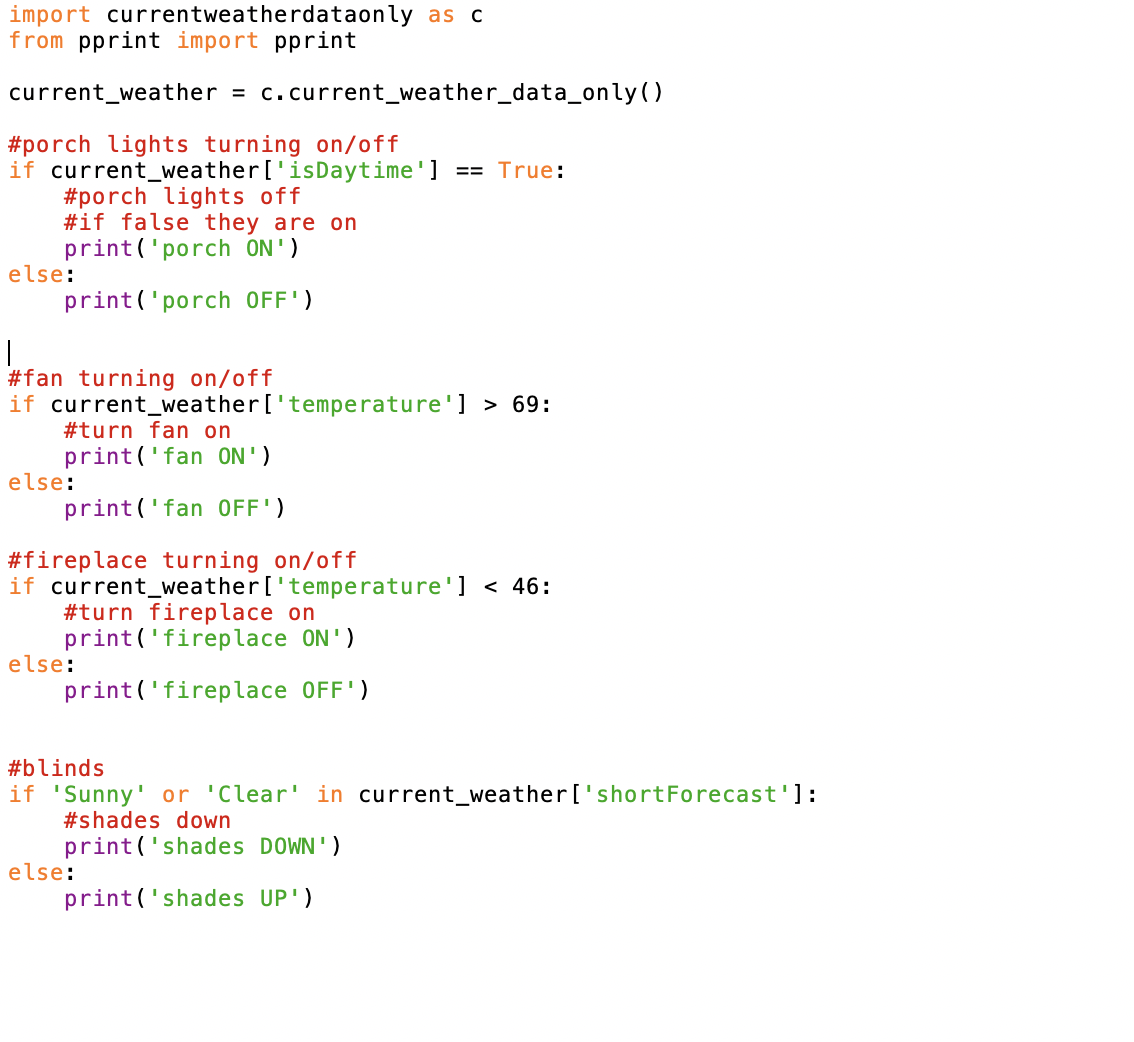 import currentweatherdataonly as c
from pprint import pprint

current_weather = c.current_weather_data_only()

#porch lights turning on/off
if current_weather['isDaytime'] == True:
    #porch lights off
    #if false they are on
    print('porch ON')
else:
    print('porch OFF')


#fan turning on/off
if current_weather['temperature'] > 69:
    #turn fan on
    print('fan ON')
else:
    print('fan OFF')

#fireplace turning on/off
if current_weather['temperature'] < 46:
    #turn fireplace on
    print('fireplace ON')
else:
    print('fireplace OFF')


#blinds
if 'Sunny' or 'Clear' in current_weather['shortForecast']:
    #shades down
    print('shades DOWN')
else:
    print('shades UP')